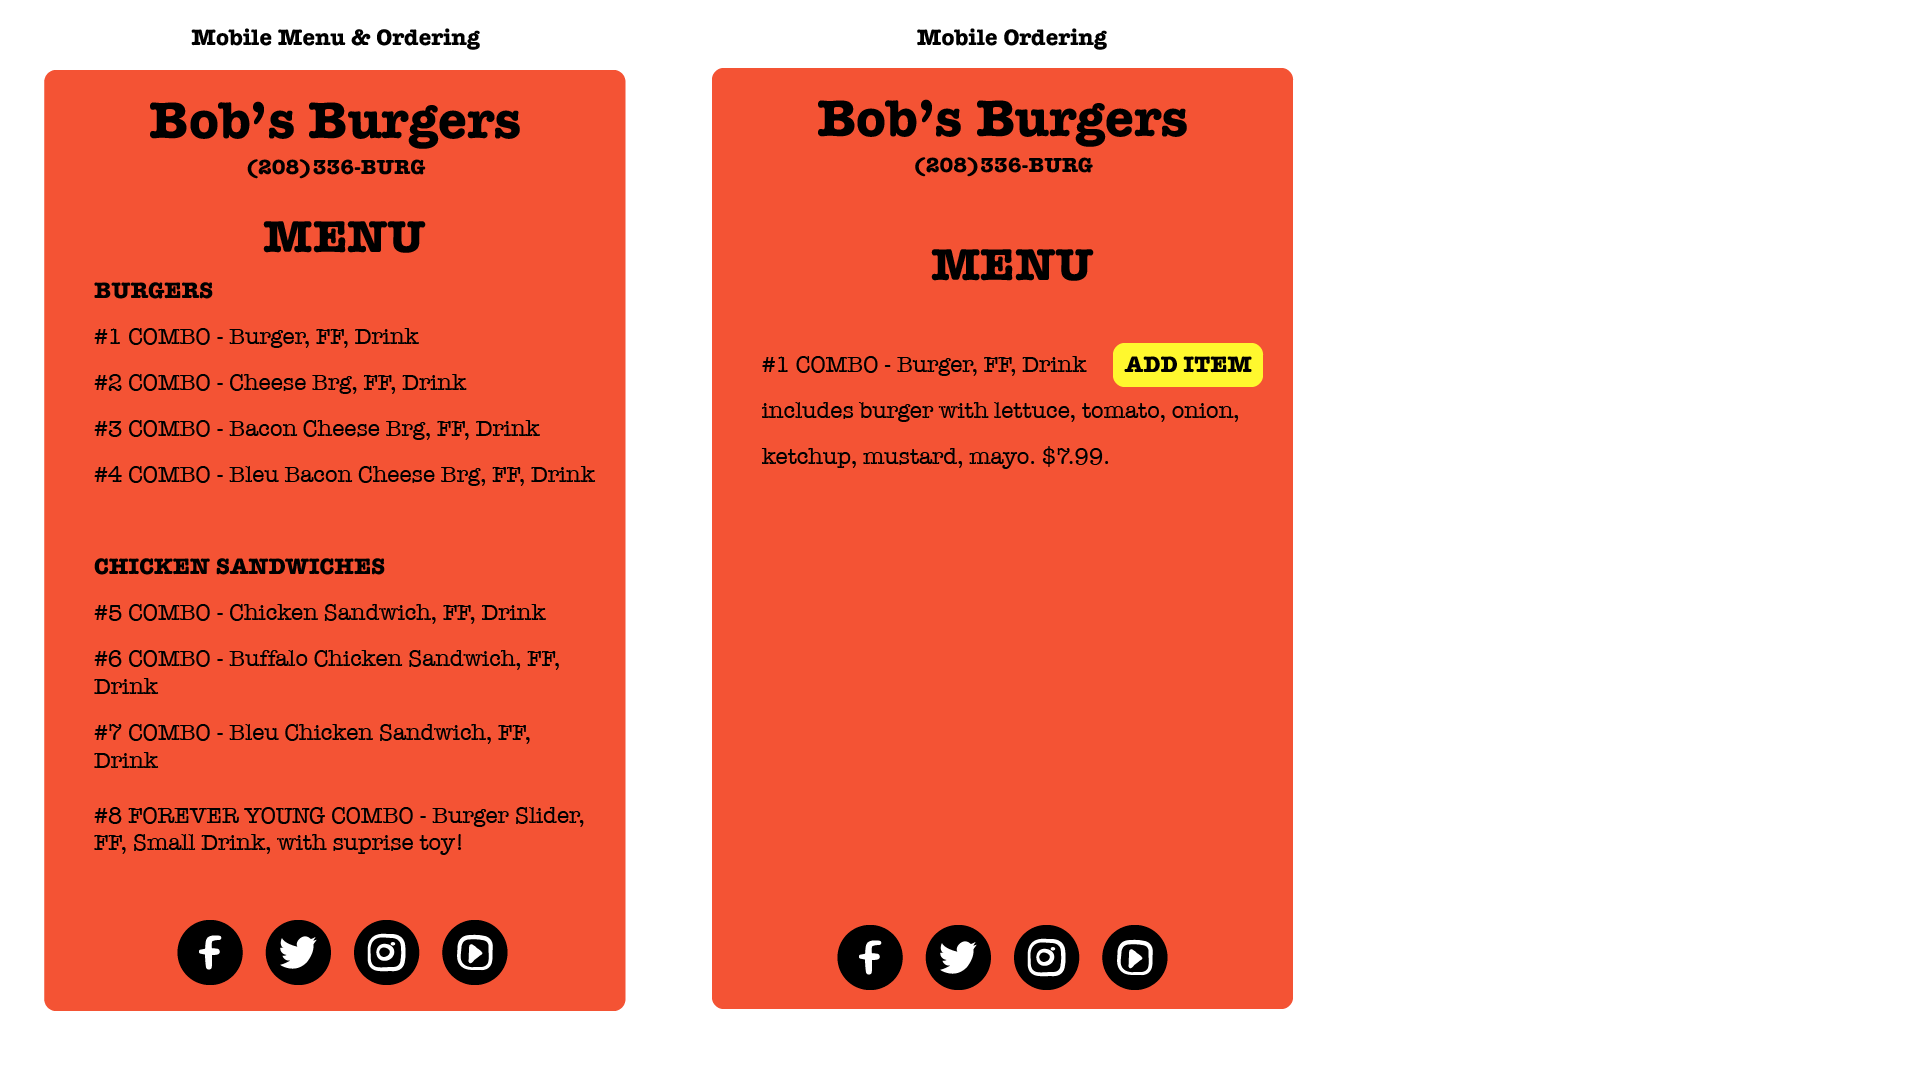 Mobile Menu & Ordering
Bob’s Burgers
(208)336-BURG
MENU
BURGERS
#1 COMBO - Burger, FF, Drink
#2 COMBO - Cheese Brg, FF, Drink
#3 COMBO - Bacon Cheese Brg, FF, Drink
#4 COMBO - Bleu Bacon Cheese Brg, FF, Drink
CHICKEN SANDWICHES
#5 COMBO - Chicken Sandwich, FF, Drink
#6 COMBO - Buffalo Chicken Sandwich, FF,
Drink
#7 COMBO - Bleu Chicken Sandwich, FF,
Drink
#8 FOREVER YOUNG COMBO - Burger Slider,
FF, Small Drink, with suprise toy!
Mobile Ordering
Bob’s Burgers
(208)336-BURG
MENU
#1 COMBO - Burger, FF, Drink
ADD ITEM
includes burger with lettuce, tomato, onion,
ketchup, mustard, mayo. $7.99.